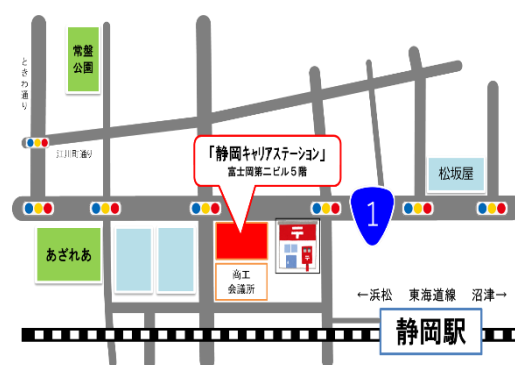 常盤
公園
ときわ通り
江川町通り
「静岡キャリアステーション」
富士岡第二ビル５階
松坂屋
1
あざれあ
〒
商工
会議所
←浜松　東海道線　沼津→
静岡駅